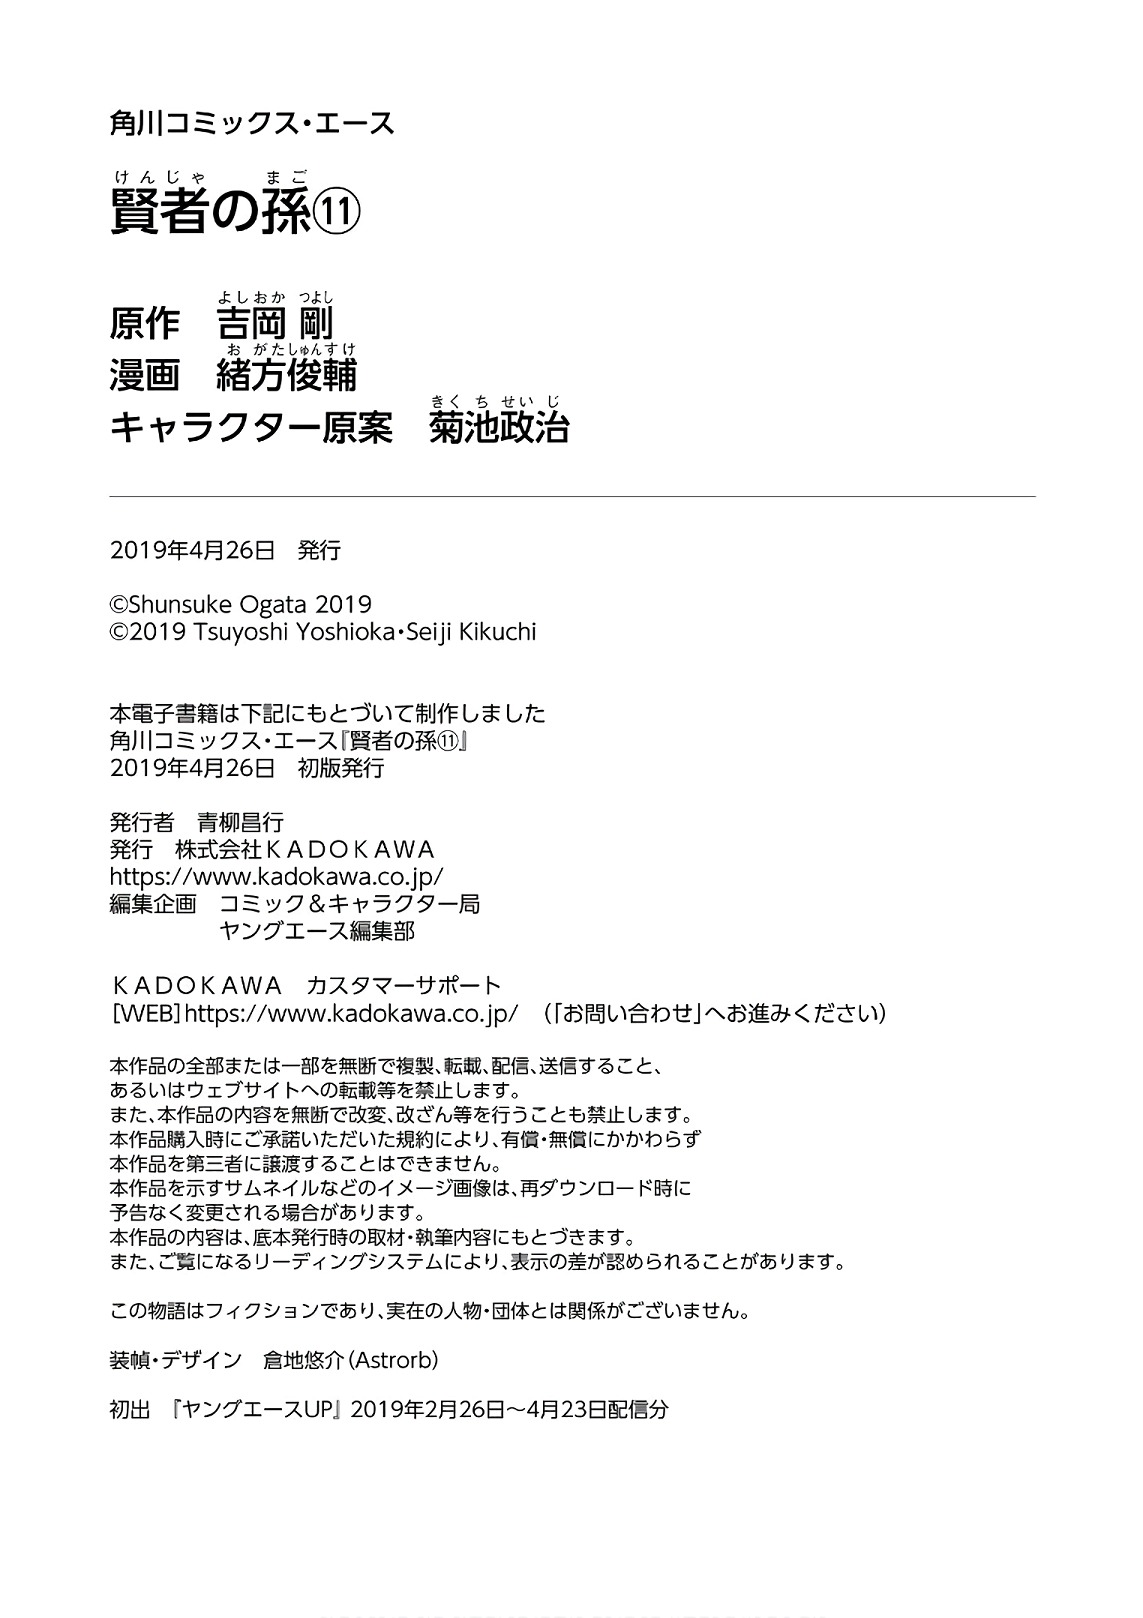 角川コミックス・エース
けんじゃ まご
賢者の孫⑪
よしおか つよし
原作　吉岡 剛
おがたしゅんすけ
漫画　緒方俊輔
きくち せいじ
キャラクター原案　菊池政治
2019年4月26日　発行
©Shunsuke Ogata 2019
©2019 Tsuyoshi Yoshioka・Seiji Kikuchi
本電子書籍は下記にもとづいて制作しました
角川コミックス・エース『賢者の孫⑪』
2019年4月26日　初版発行
発行者　青柳昌行
発行　株式会社ＫＡＤＯＫＡＷＡ
https://www.kadokawa.co.jp/
編集企画　コミック＆キャラクター局
ヤングエース編集部
ＫＡＤＯＫＡＷＡ　カスタマーサポート
[WEB]https://www.kadokawa.co.jp/　（「お問い合わせ」へお進みください）
本作品の全部または一部を無断で複製、転載、配信、送信すること、
あるいはウェブサイトへの転載等を禁止します。
また、本作品の内容を無断で改変、改ざん等を行うことも禁止します。
本作品購入時にご承諾いただいた規約により、有償・無償にかかわらず
本作品を第三者に譲渡することはできません。
本作品を示すサムネイルなどのイメージ画像は、再ダウンロード時に
予告なく変更される場合があります。
本作品の内容は、底本発行時の取材・執筆内容にもとづきます。
また、ご覧になるリーディングシステムにより、表示の差が認められることがあります。
この物語はフィクションであり、実在の人物・団体とは関係がございません。
装幀・デザイン　倉地悠介（Astrorb）
初出　『ヤングエースUP』2019年2月26日～4月23日配信分